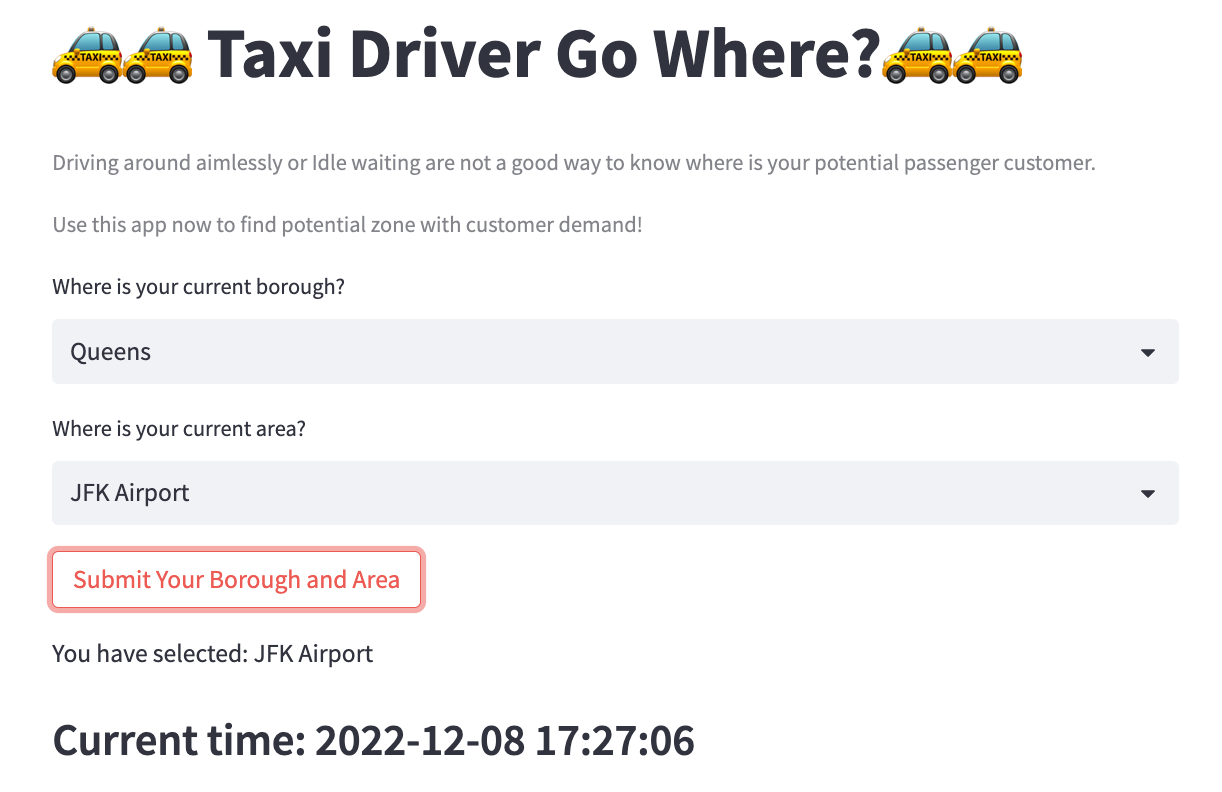 Taxi Driver Go Where?
Driving around aimlessly or Idle waiting are not a good way to know where is your potential passenger customer.
Use this app now to find potential zone with customer demand!
Where is your current borough?
Queens
Where is your current area?
JFK Airport
Submit Your Borough and Area
You have selected: JFK Airport
Current time: 2022-12-08 17:27:06